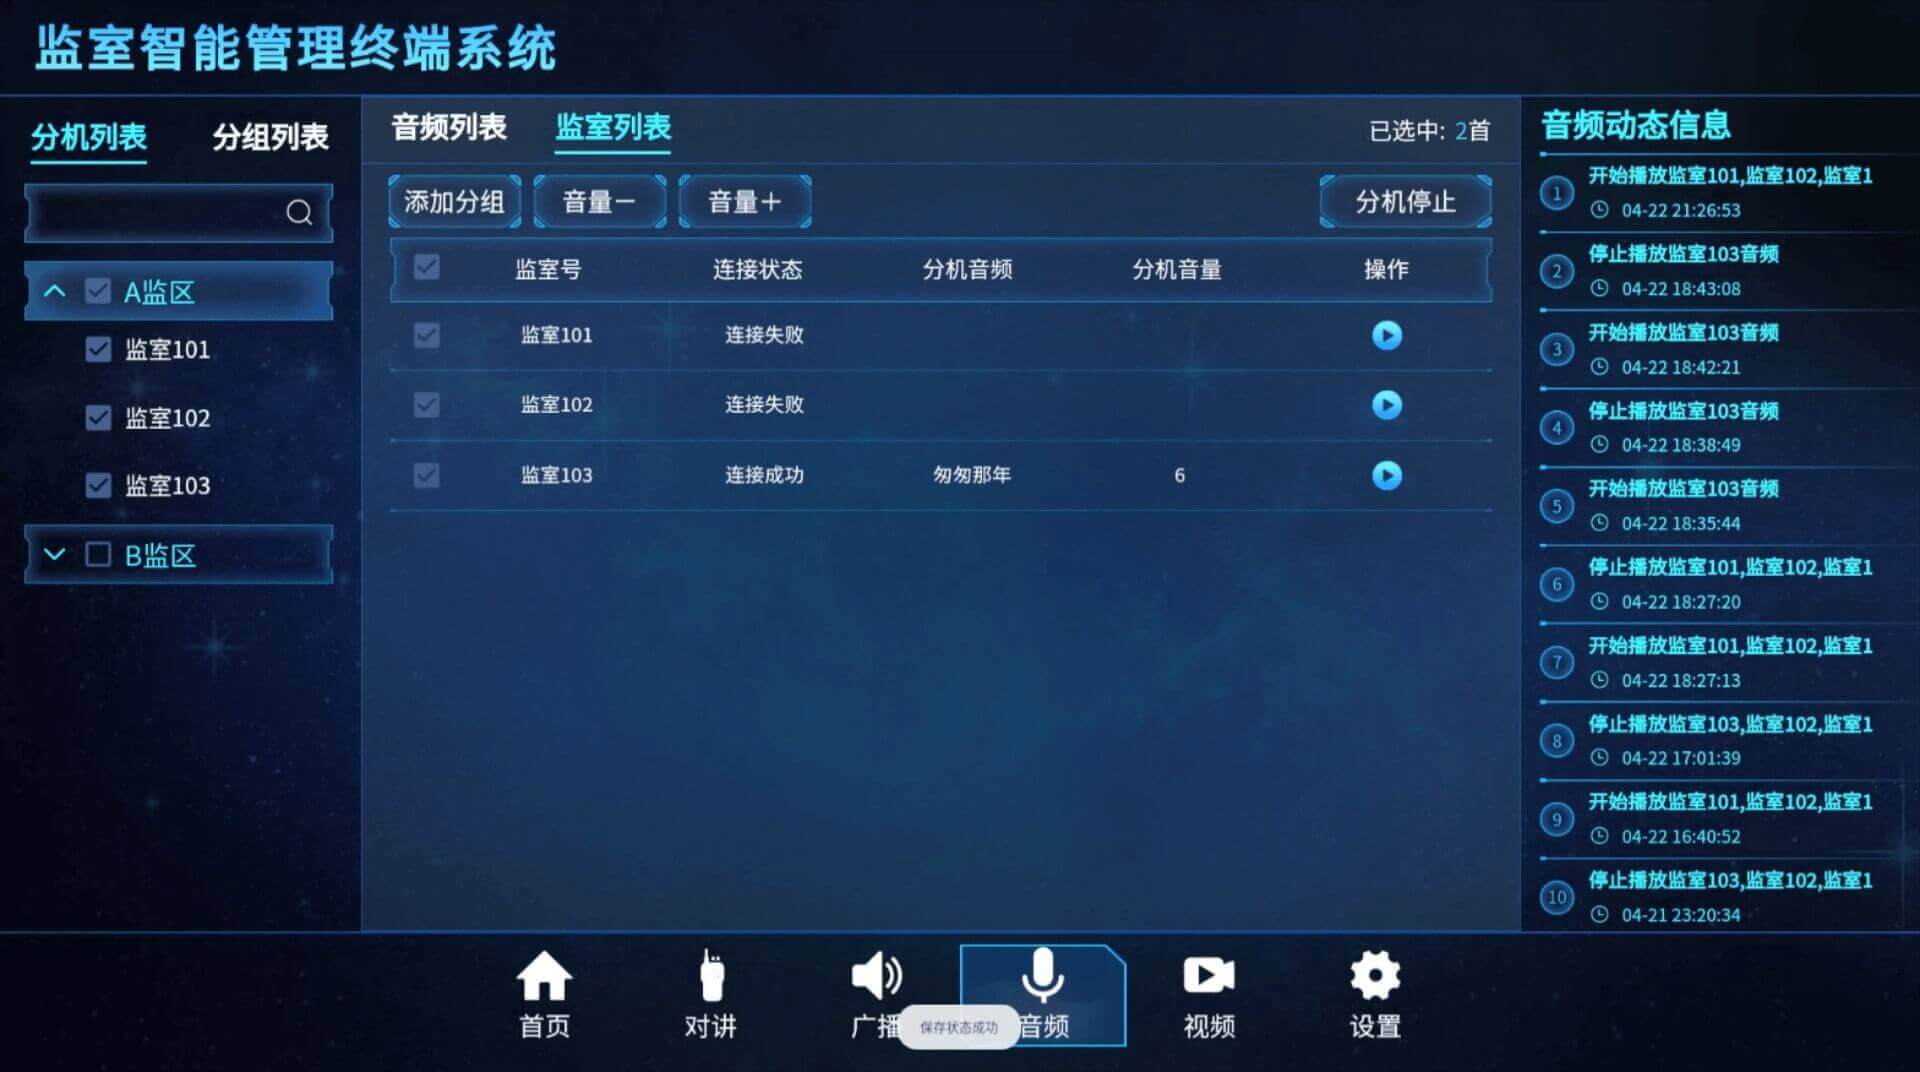 监室智能管理终端系统
分机列表
分组列表
A监区
监室101
监室102
监室103
B监区
音频列表
监室列表
已选中: 2首
添加分组
音量－
音量＋
分机停止
监室号
连接状态
分机音频
分机音量
操作
监室101
连接失败
监室102
连接失败
监室103
连接成功
匆匆那年
6
音频动态信息
1
开始播放监室101,监室102,监室1
04-22 21:26:53
2
停止播放监室103音频
04-22 18:43:08
3
开始播放监室103音频
04-22 18:42:21
4
停止播放监室103音频
04-22 18:38:49
5
开始播放监室103音频
04-22 18:35:44
6
停止播放监室101,监室102,监室1
04-22 18:27:20
7
开始播放监室101,监室102,监室1
04-22 18:27:13
8
停止播放监室103,监室102,监室1
04-22 17:01:39
9
开始播放监室101,监室102,监室1
04-22 16:40:52
10
停止播放监室103,监室102,监室1
04-21 23:20:34
首页
对讲
广播
音频
视频
设置
保存状态成功